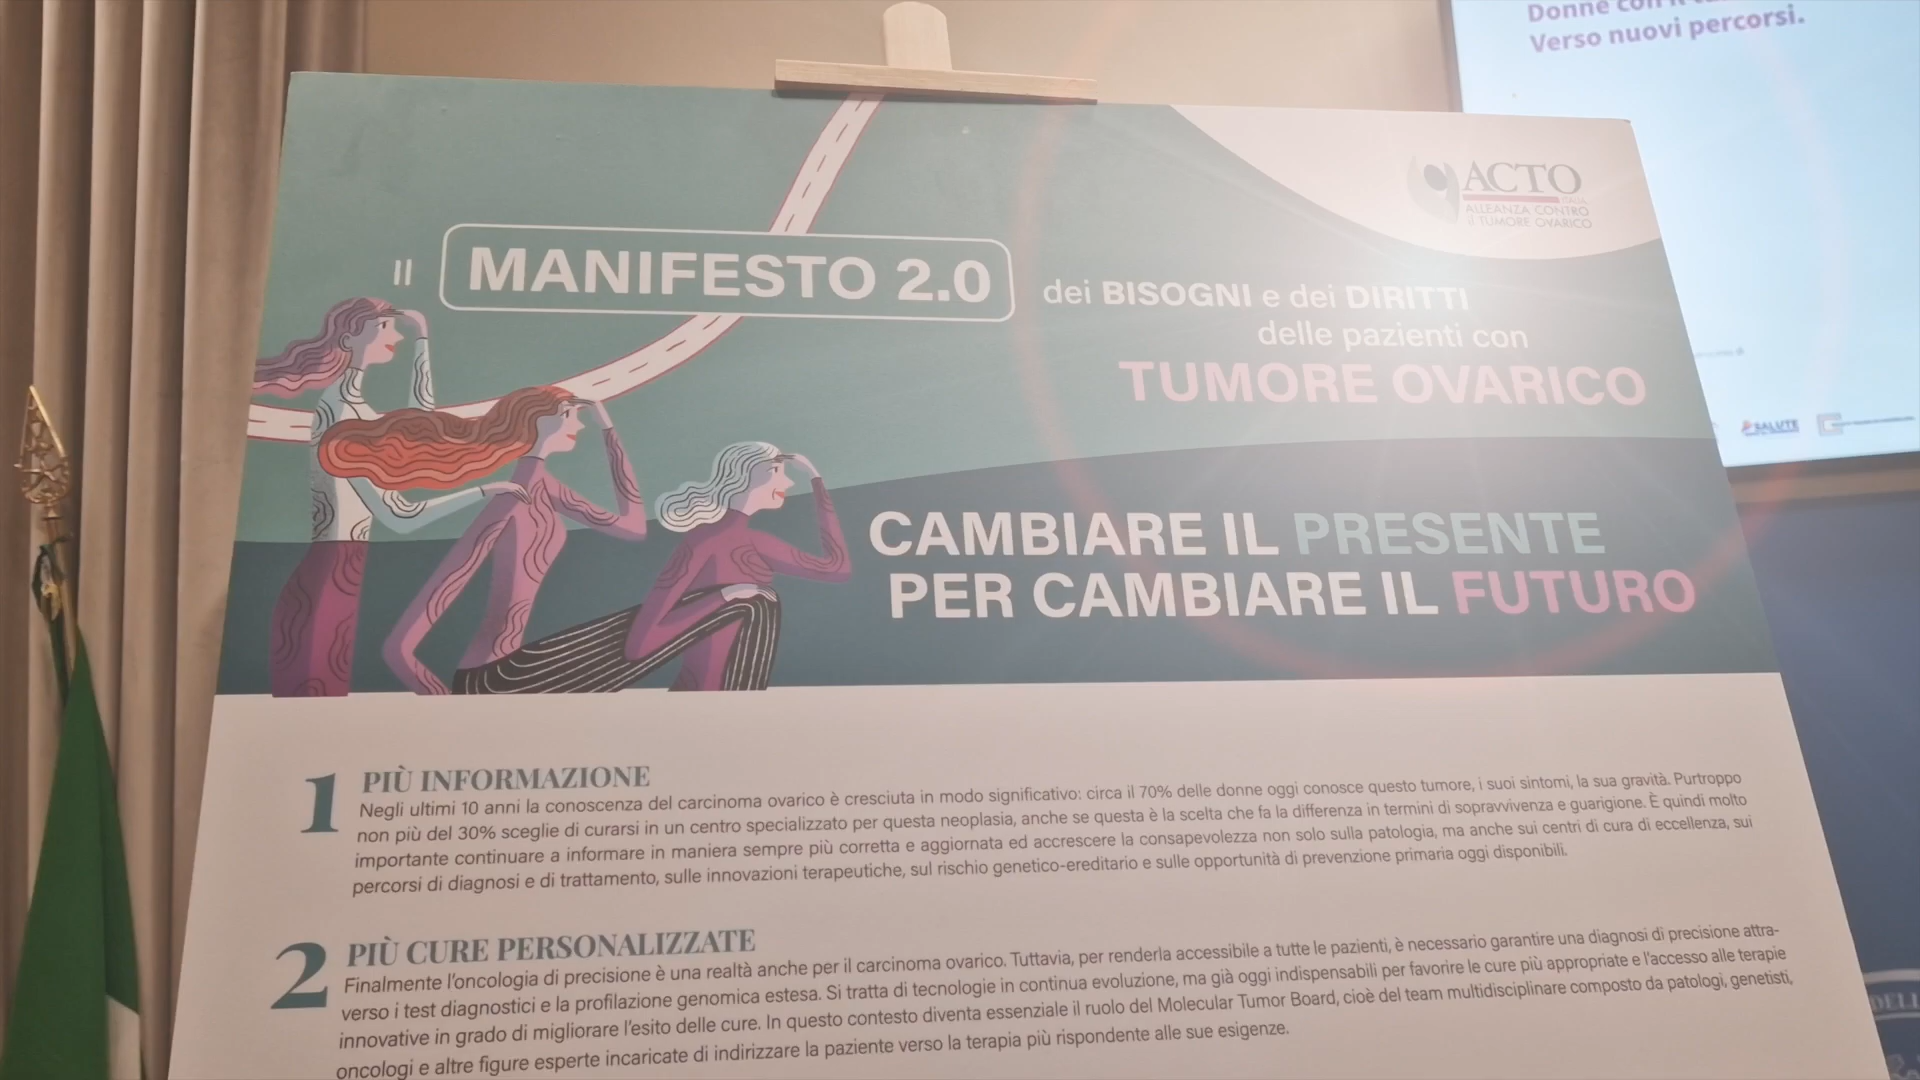 Donne con il
Verso nuovi percorsi.
ACTO
ITALIA
ALLEANZA CONTRO
il TUMORE OVARICO
Il MANIFESTO 2.0 dei BISOGNI e dei DIRITTI
delle pazienti con
TUMORE OVARICO
SALUTE
CAMBIARE IL PRESENTE
PER CAMBIARE IL FUTURO
1 PIÙ INFORMAZIONE
Negli ultimi 10 anni la conoscenza del carcinoma ovarico è cresciuta in modo significativo: circa il 70% delle donne oggi conosce questo tumore, i suoi sintomi, la sua gravità. Purtroppo
non più del 30% sceglie di curarsi in un centro specializzato per questa neoplasia, anche se questa è la scelta che fa la differenza in termini di sopravvivenza e guarigione. È quindi molto
importante continuare a informare in maniera sempre più corretta e aggiornata ed accrescere la consapevolezza non solo sulla patologia, ma anche sui centri di cura di eccellenza, sui
percorsi di diagnosi e di trattamento, sulle innovazioni terapeutiche, sul rischio genetico-ereditario e sulle opportunità di prevenzione primaria oggi disponibili.
2 PIÙ CURE PERSONALIZZATE
Finalmente l'oncologia di precisione è una realtà anche per il carcinoma ovarico. Tuttavia, per renderla accessibile a tutte le pazienti, è necessario garantire una diagnosi di precisione attra-
verso i test diagnostici e la profilazione genomica estesa. Si tratta di tecnologie in continua evoluzione, ma già oggi indispensabili per favorire le cure più appropriate e l'accesso alle terapie
innovative in grado di migliorare l'esito delle cure. In questo contesto diventa essenziale il ruolo del Molecular Tumor Board, cioè del team multidisciplinare composto da patologi, genetisti,
oncologi e altre figure esperte incaricate di indirizzare la paziente verso la terapia più rispondente alle sue esigenze.